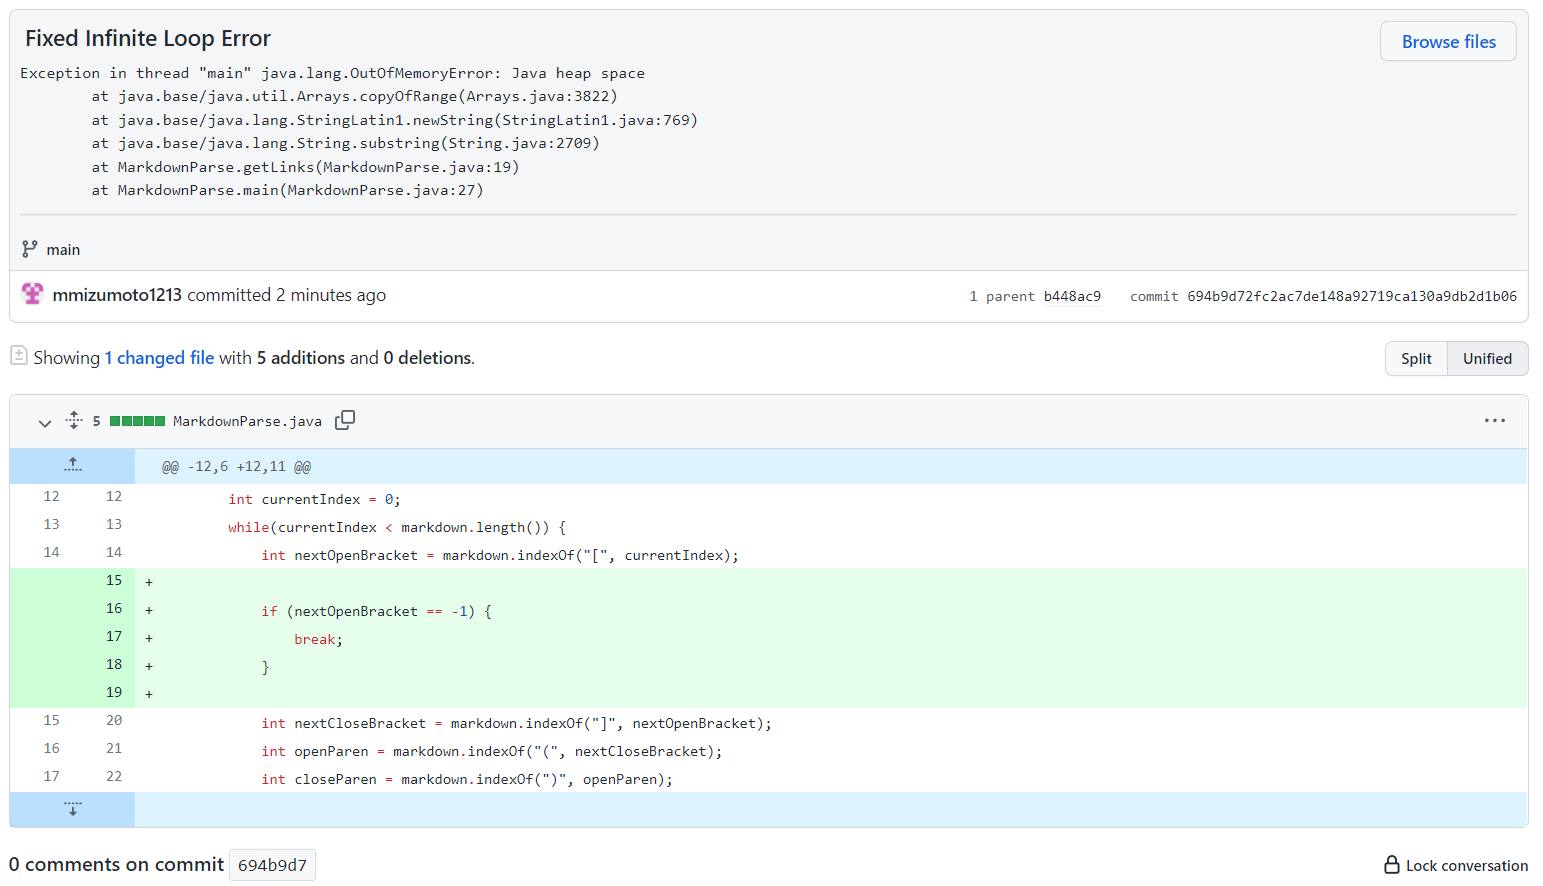 Fixed Infinite Loop Error
Browse files
Exception in thread "main" java.lang.OutOfMemoryError: Java heap space
        at java.base/java.util.Arrays.copyOfRange(Arrays.java:3822)
        at java.base/java.lang.StringLatin1.newString(StringLatin1.java:769)
        at java.base/java.lang.String.substring(String.java:2709)
        at MarkdownParse.getLinks(MarkdownParse.java:19)
        at MarkdownParse.main(MarkdownParse.java:27)
main
mmizumoto1213 committed 2 minutes ago
1 parent b448ac9 commit 694b9d72fc2ac7de148a92719ca130a9db2d1b06
Showing 1 changed file with 5 additions and 0 deletions.
Split Unified
5 MarkdownParse.java
@@ -12,6 +12,11 @@
12 12 int currentIndex = 0;
13 13 while(currentIndex < markdown.length()) {
14 14 int nextOpenBracket = markdown.indexOf("[", currentIndex);
15 +
16 + if (nextOpenBracket == -1) {
17 + break;
18 + }
19 +
15 20 int nextCloseBracket = markdown.indexOf("]", nextOpenBracket);
16 21 int openParen = markdown.indexOf("(", nextCloseBracket);
17 22 int closeParen = markdown.indexOf(")", openParen);
0 comments on commit 694b9d7
Lock conversation